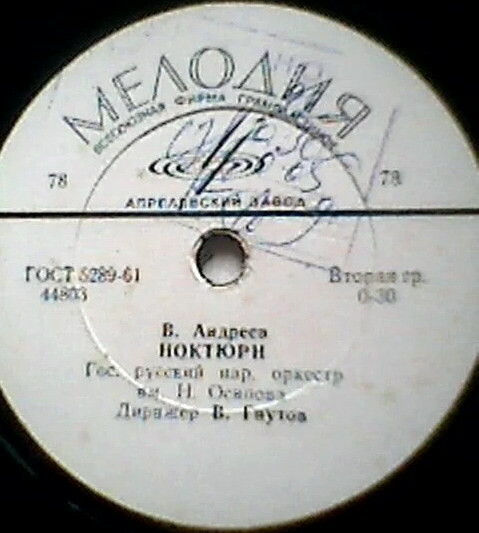 МЕЛОДИЯ
ВСЕСОЮЗНАЯ ФИРМА ГРАМПЛАСТИНОК
78 78
АПРЕЛЕВСКИЙ ЗАВОД
ГОСТ 5289-61 Вторая гр.
44803 0-30
В. Андреев
НОКТЮРН
Гос. русский нар. оркестр
им. Н. Осипова
Дирижер В. Гнутов